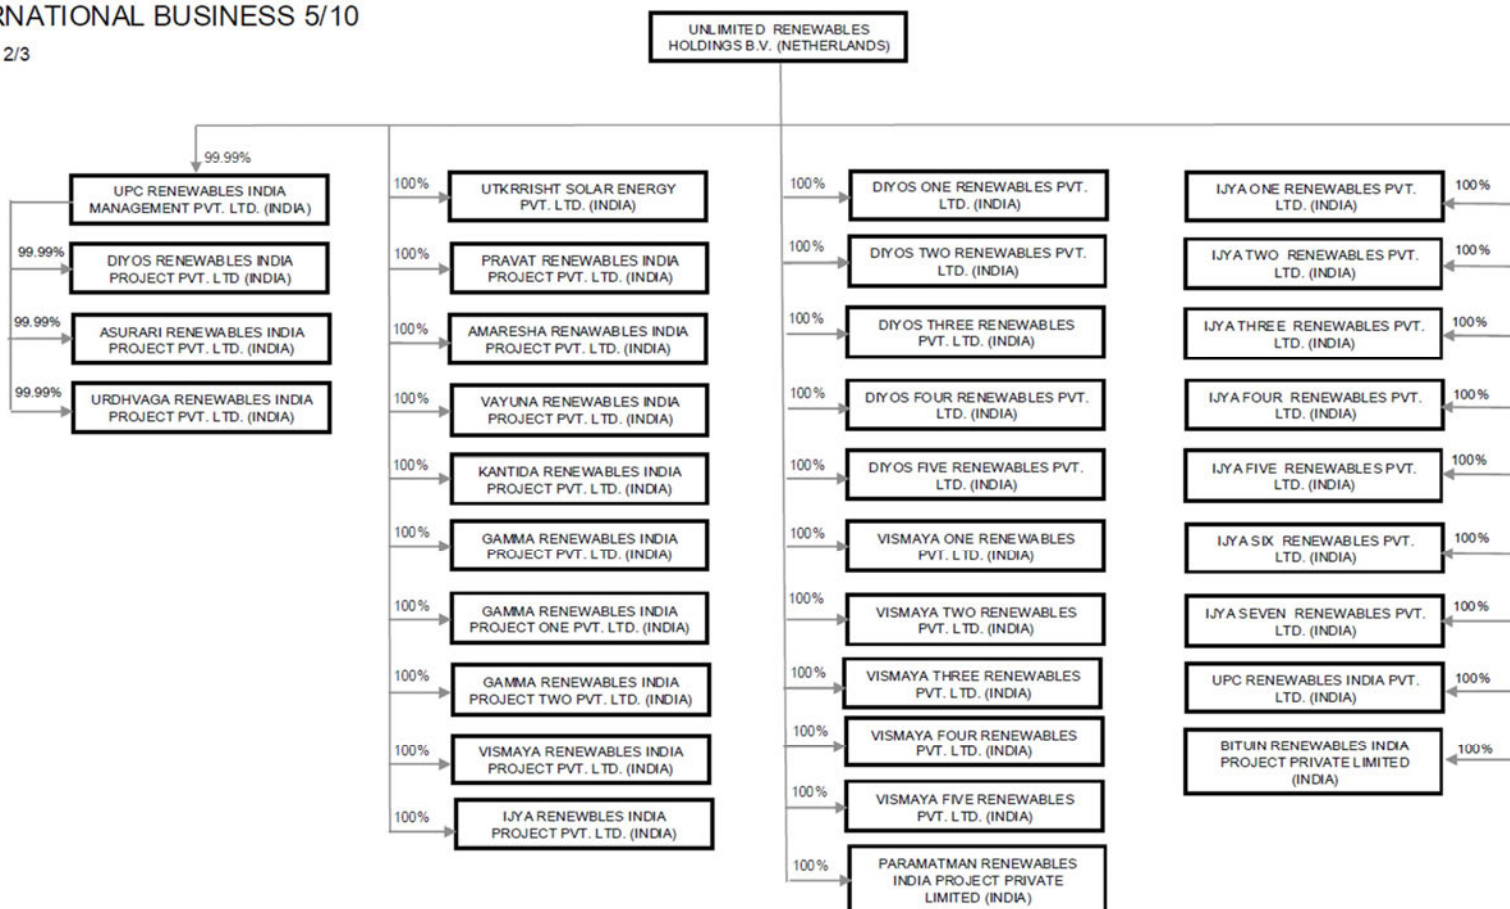 RNATIONAL BUSINESS 5/10
2/3
UNLIMITED RENEWABLES
HOLDINGS B.V. (NETHERLANDS)
99.99%
UPC RENEWABLES INDIA
MANAGEMENT PVT. LTD. (INDIA)
99.99%
DIYOS RENEWABLES INDIA
PROJECT PVT. LTD (INDIA)
99.99%
ASURARI RENEWABLES INDIA
PROJECT PVT. LTD. (INDIA)
99.99%
URDHVAGA RENEWABLES INDIA
PROJECT PVT. LTD. (INDIA)
100%
UTKRRISHT SOLAR ENERGY
PVT. LTD. (INDIA)
100%
PRAVAT RENEWABLES INDIA
PROJECT PVT. LTD. (INDIA)
100%
AMARESHA RENAWABLES INDIA
PROJECT PVT. LTD. (INDIA)
100%
VAYUNA RENEWABLES INDIA
PROJECT PVT. LTD. (INDIA)
100%
KANTIDA RENEWABLES INDIA
PROJECT PVT. LTD. (INDIA)
100%
GAMMA RENEWABLES INDIA
PROJECT PVT. LTD. (INDIA)
100%
GAMMA RENEWABLES INDIA
PROJECT ONE PVT. LTD. (INDIA)
100%
GAMMA RENEWABLES INDIA
PROJECT TWO PVT. LTD. (INDIA)
100%
VISMAYA RENEWABLES INDIA
PROJECT PVT. LTD. (INDIA)
100%
IJYA RENEWBLES INDIA
PROJECT PVT. LTD. (INDIA)
100%
DIYOS ONE RENEWABLES PVT.
LTD. (INDIA)
100%
DIYOS TWO RENEWABLES PVT.
LTD. (INDIA)
100%
DIYOS THREE RENEWABLES
PVT. LTD. (INDIA)
100%
DIYOS FOUR RENEWABLES PVT.
LTD. (INDIA)
100%
DIYOS FIVE RENEWABLES PVT.
LTD. (INDIA)
100%
VISMAYA ONE RENEWABLES
PVT. LTD. (INDIA)
100%
VISMAYA TWO RENEWABLES
PVT. LTD. (INDIA)
100%
VISMAYA THREE RENEWABLES
PVT. LTD. (INDIA)
100%
VISMAYA FOUR RENEWABLES
PVT. LTD. (INDIA)
100%
VISMAYA FIVE RENEWABLES
PVT. LTD. (INDIA)
100%
PARAMATMAN RENEWABLES
INDIA PROJECT PRIVATE
LIMITED (INDIA)
IJYA ONE RENEWABLES PVT.
LTD. (INDIA)
100%
IJYA TWO RENEWABLES PVT.
LTD. (INDIA)
100%
IJYA THREE RENEWABLES PVT.
LTD. (INDIA)
100%
IJYA FOUR RENEWABLES PVT.
LTD. (INDIA)
100%
IJYA FIVE RENEWABLES PVT.
LTD. (INDIA)
100%
IJYA SIX RENEWABLES PVT.
LTD. (INDIA)
100%
IJYA SEVEN RENEWABLES PVT.
LTD. (INDIA)
100%
UPC RENEWABLES INDIA PVT.
LTD. (INDIA)
100%
BITUIN RENEWABLES INDIA
PROJECT PRIVATE LIMITED
(INDIA)
100%